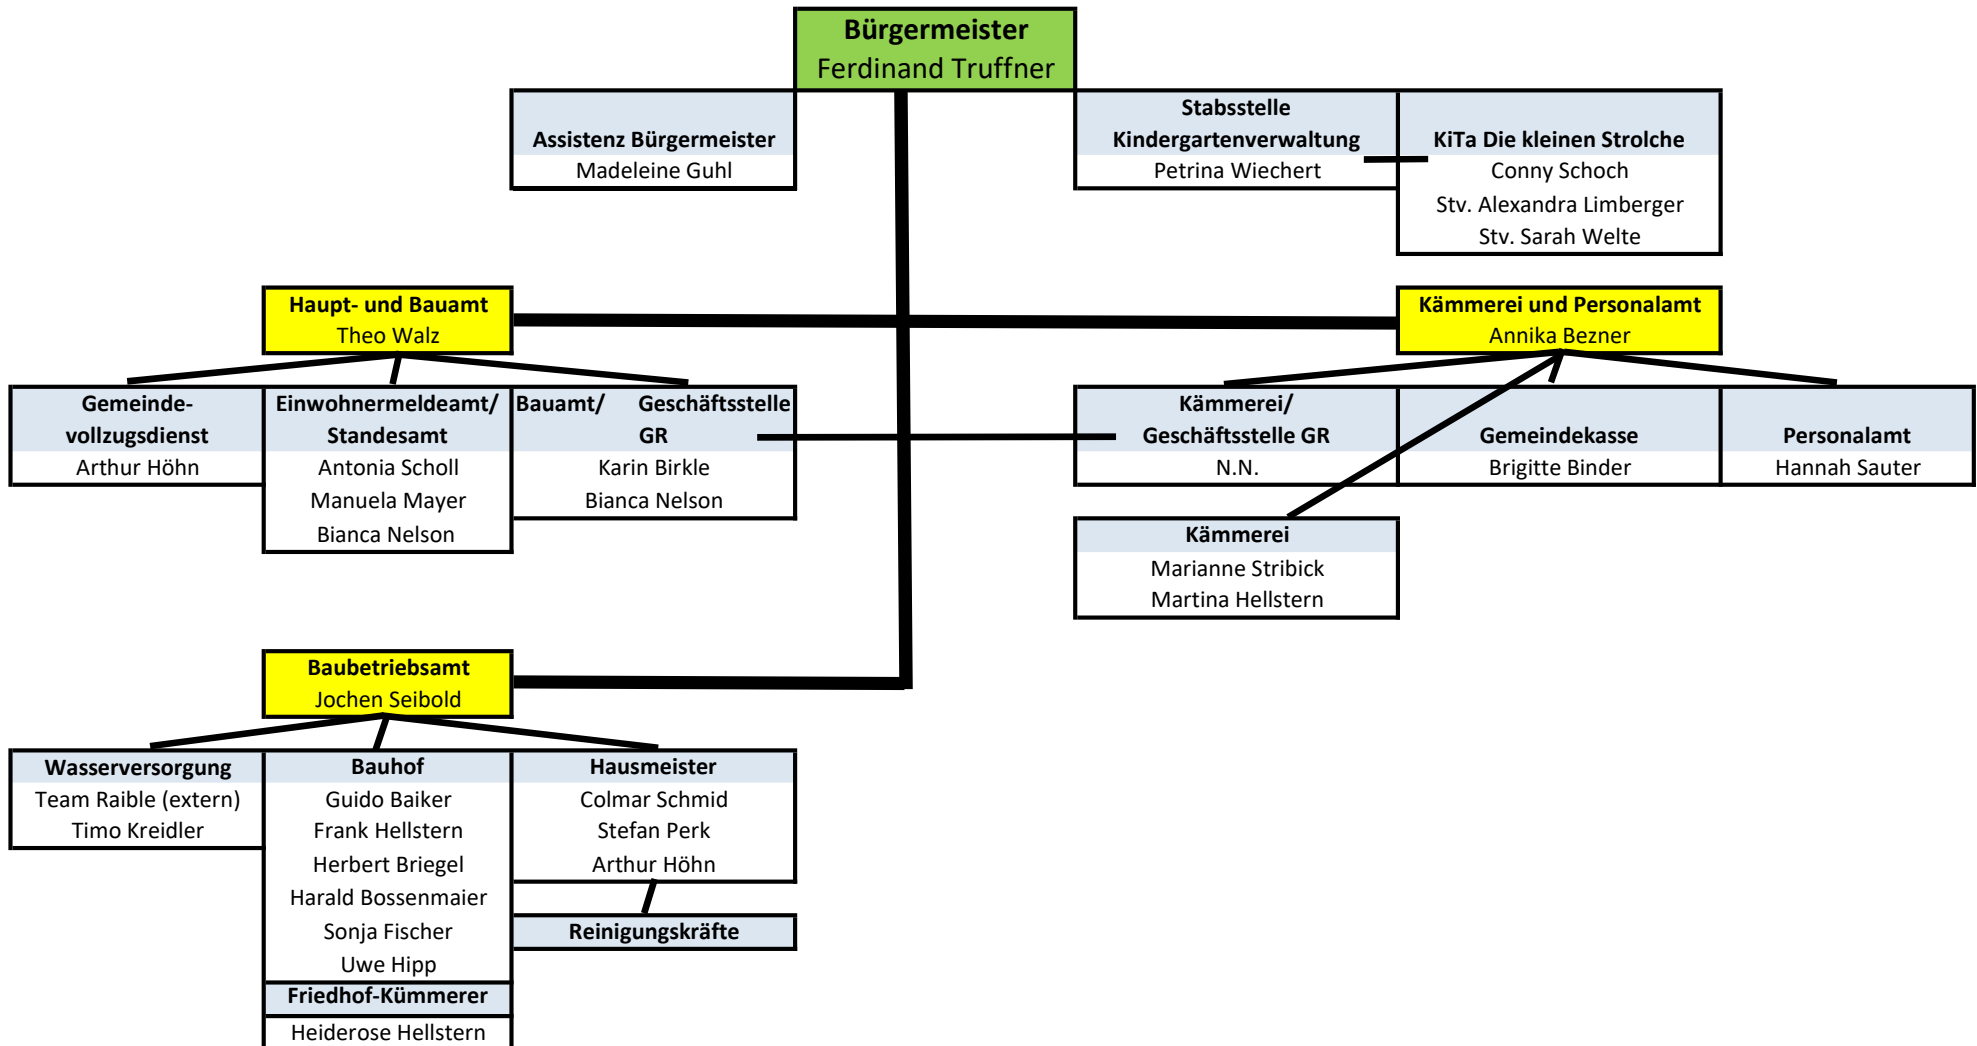 Bürgermeister
Ferdinand Truffner
Assistenz Bürgermeister
Madeleine Guhl
Stabsstelle
Kindergartenverwaltung
Petrina Wiechert
KiTa Die kleinen Strolche
Conny Schoch
Stv. Alexandra Limberger
Stv. Sarah Welte
Haupt- und Bauamt
Theo Walz
Kämmerei und Personalamt
Annika Bezner
Gemeinde-
vollzugsdienst
Arthur Höhn
Einwohnermeldeamt/
Standesamt
Antonia Scholl
Manuela Mayer
Bianca Nelson
Bauamt/ Geschäftsstelle
GR
Karin Birkle
Bianca Nelson
Kämmerei/
Geschäftsstelle GR
N.N.
Gemeindekasse
Brigitte Binder
Personalamt
Hannah Sauter
Kämmerei
Marianne Stribick
Martina Hellstern
Baubetriebsamt
Jochen Seibold
Wasserversorgung
Team Raible (extern)
Timo Kreidler
Bauhof
Guido Baiker
Frank Hellstern
Herbert Briegel
Harald Bossenmaier
Sonja Fischer
Uwe Hipp
Friedhof-Kümmerer
Heiderose Hellstern
Hausmeister
Colmar Schmid
Stefan Perk
Arthur Höhn
Reinigungskräfte